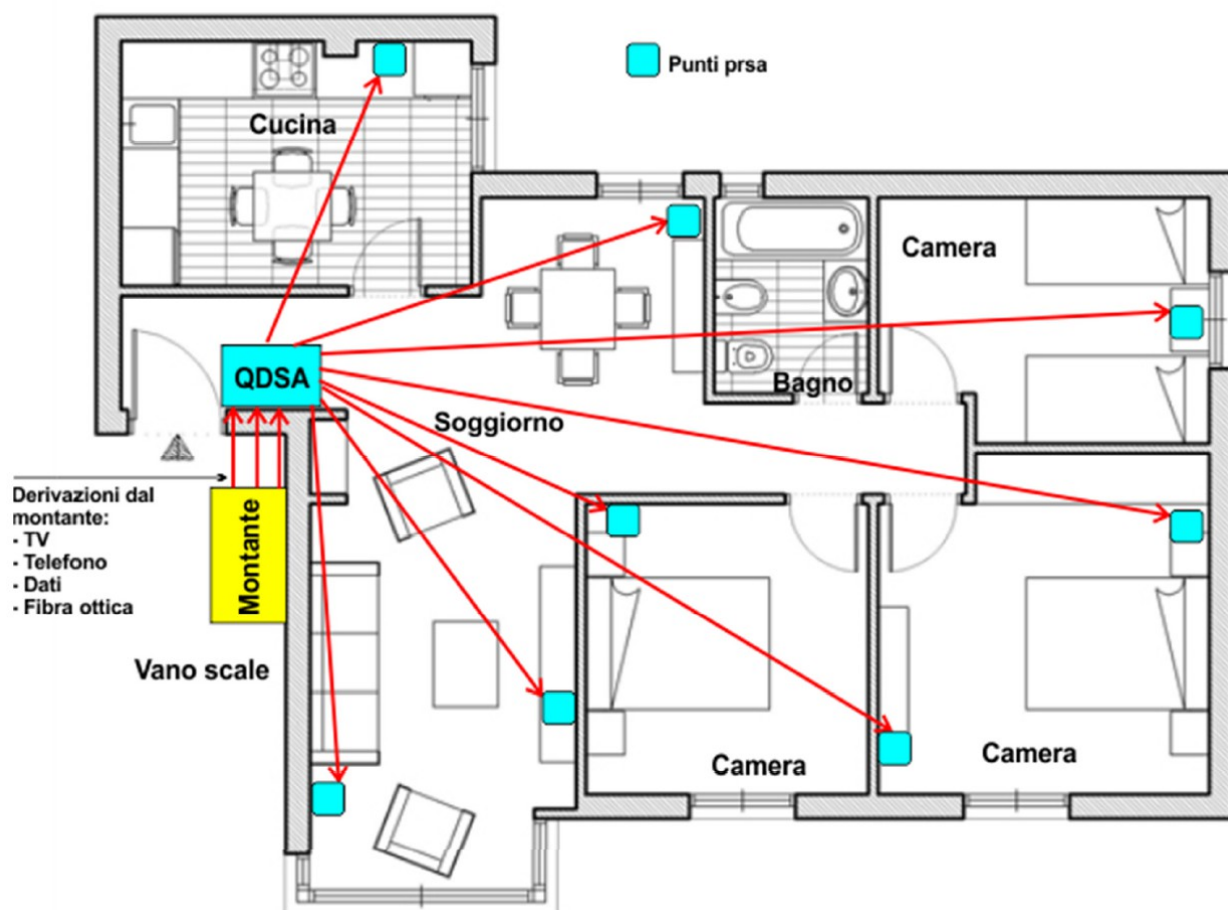 Punti prsa
Cucina
Camera
QDSA
Bagno
Soggiorno
Derivazioni dal
montante:
- TV
- Telefono
- Dati
- Fibra ottica
Montante
Vano scale
Camera
Camera